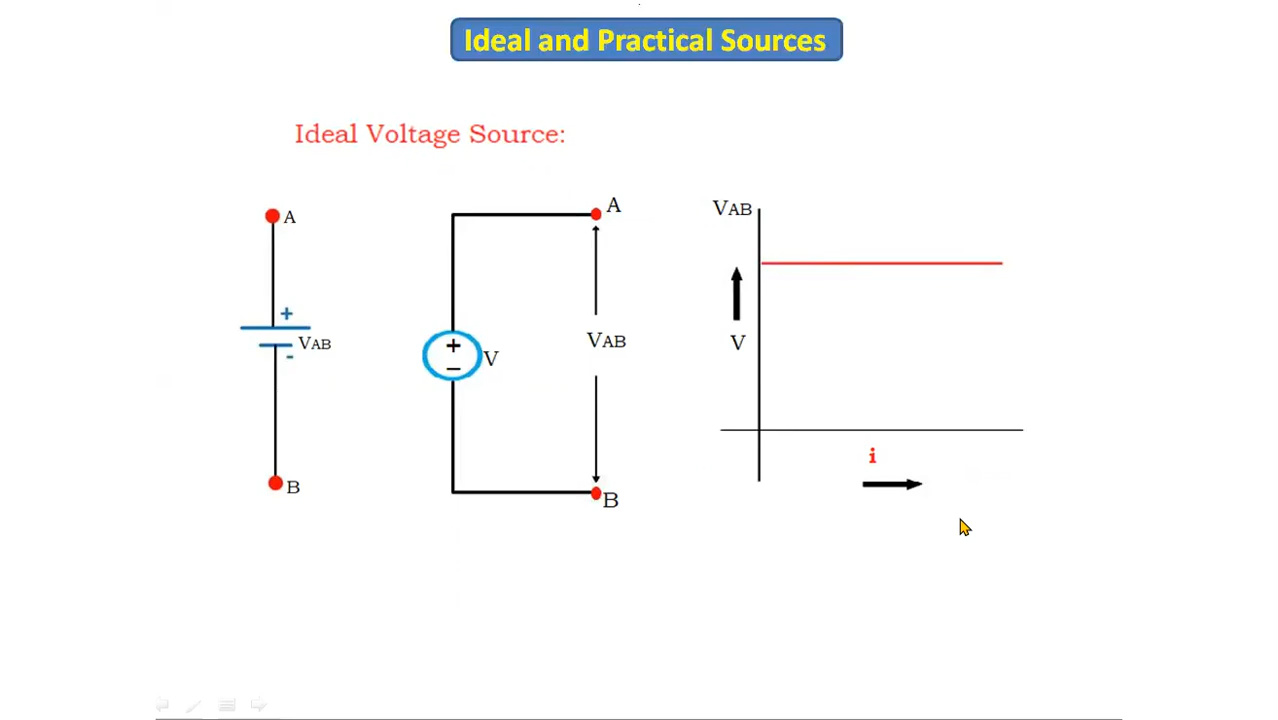 Ideal and Practical Sources
Ideal Voltage Source:
A
+
VAB
-
B
A
+
V
−
VAB
B
VAB
V
i